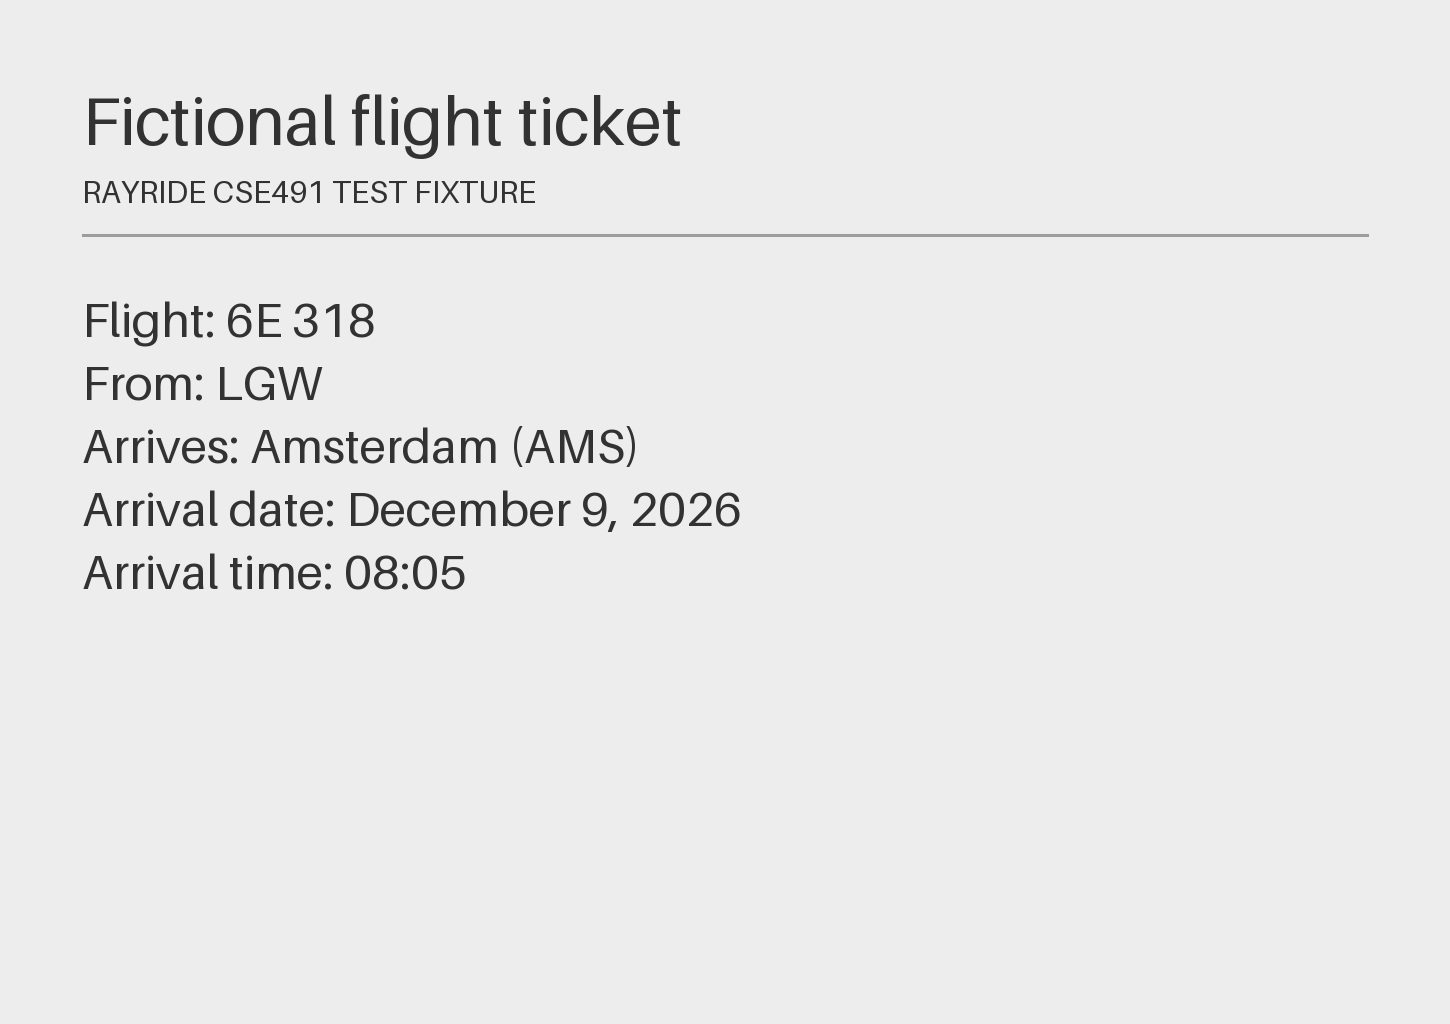 Fictional flight ticket
RAYRIDE CSE491 TEST FIXTURE
Flight: 6E 318
From: LGW
Arrives: Amsterdam (AMS)
Arrival date: December 9, 2026
Arrival time: 08:05